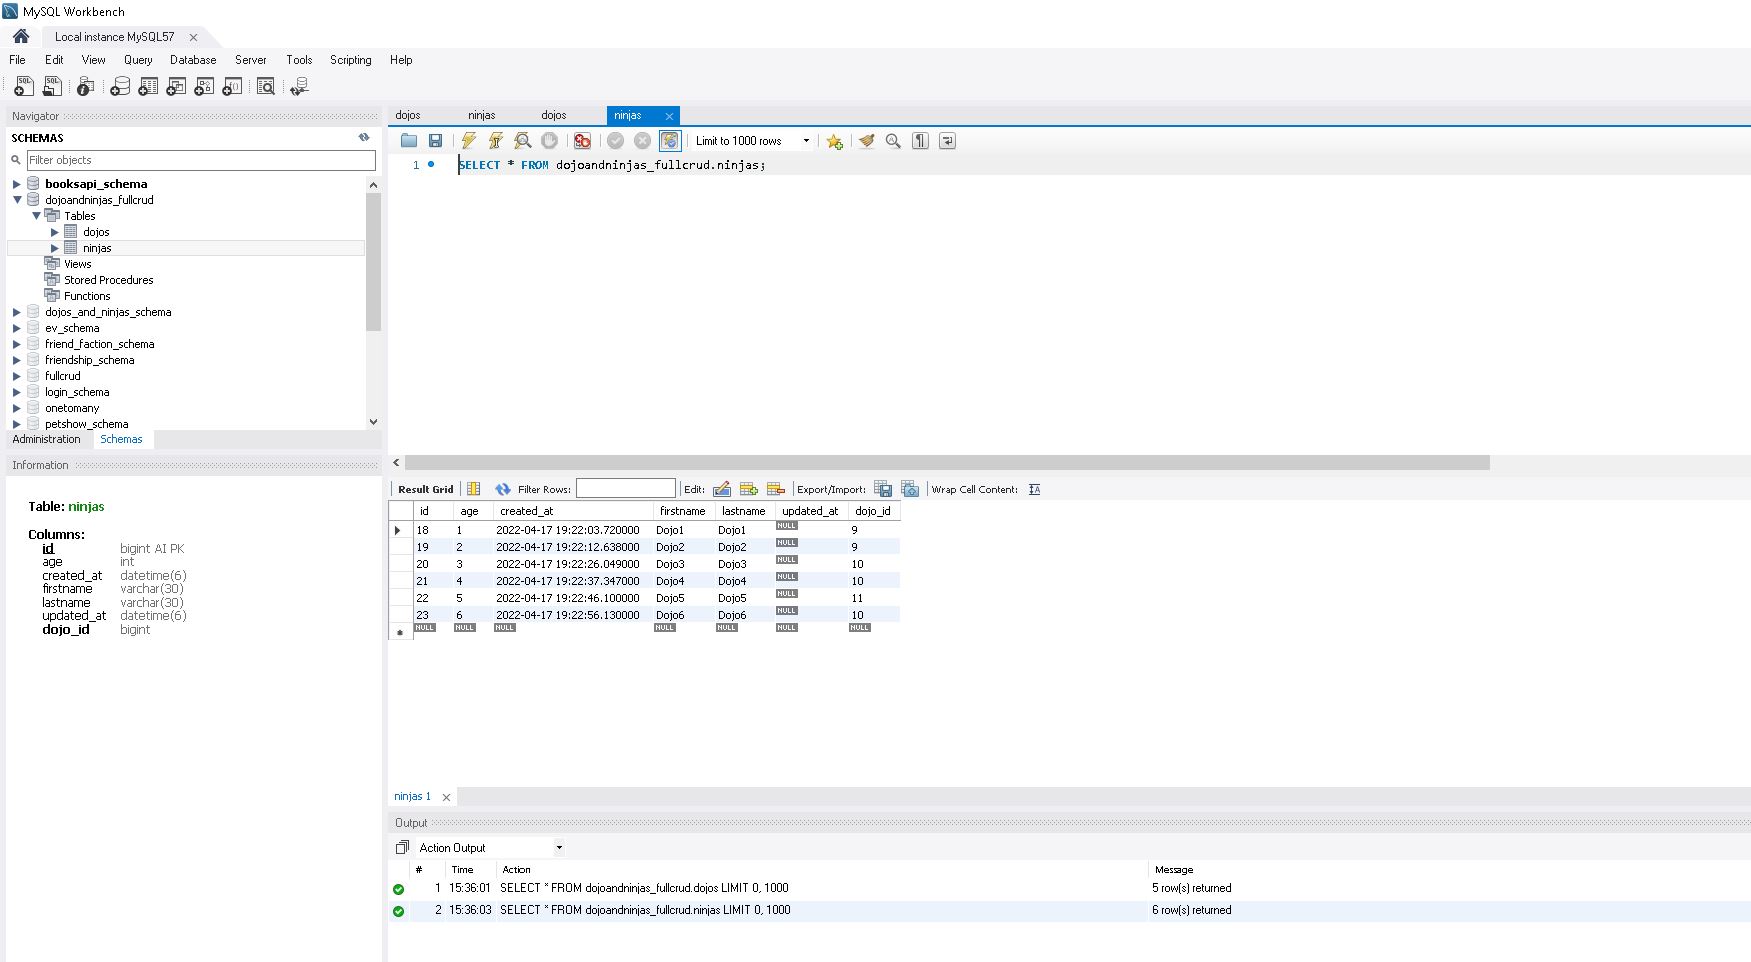 MySQL Workbench
Local instance MySQL57
File Edit View Query Database Server Tools Scripting Help
Navigator
SCHEMAS
Filter objects
booksapi_schema
dojoandninjas_fullcrud
Tables
dojos
ninjas
Views
Stored Procedures
Functions
dojos_and_ninjas_schema
ev_schema
friend_faction_schema
friendship_schema
fullcrud
login_schema
onetomany
petshow_schema
Administration Schemas
Information
Table: ninjas
Columns:
id bigint AI PK
age int
created_at datetime(6)
firstname varchar(30)
lastname varchar(30)
updated_at datetime(6)
dojo_id bigint
dojos ninjas dojos ninjas
Limit to 1000 rows
1 SELECT * FROM dojoandninjas_fullcrud.ninjas;
Result Grid Filter Rows: Edit: Export/Import: Wrap Cell Content:
id age created_at firstname lastname updated_at dojo_id
18 1 2022-04-17 19:22:03.720000 Dojo1 Dojo1 NULL 9
19 2 2022-04-17 19:22:12.638000 Dojo2 Dojo2 NULL 9
20 3 2022-04-17 19:22:26.049000 Dojo3 Dojo3 NULL 10
21 4 2022-04-17 19:22:37.347000 Dojo4 Dojo4 NULL 10
22 5 2022-04-17 19:22:46.100000 Dojo5 Dojo5 NULL 11
23 6 2022-04-17 19:22:56.130000 Dojo6 Dojo6 NULL 10
NULL NULL NULL NULL NULL NULL NULL
ninjas 1
Output
Action Output
# Time Action Message
1 15:36:01 SELECT * FROM dojoandninjas_fullcrud.dojos LIMIT 0, 1000 5 row(s) returned
2 15:36:03 SELECT * FROM dojoandninjas_fullcrud.ninjas LIMIT 0, 1000 6 row(s) returned